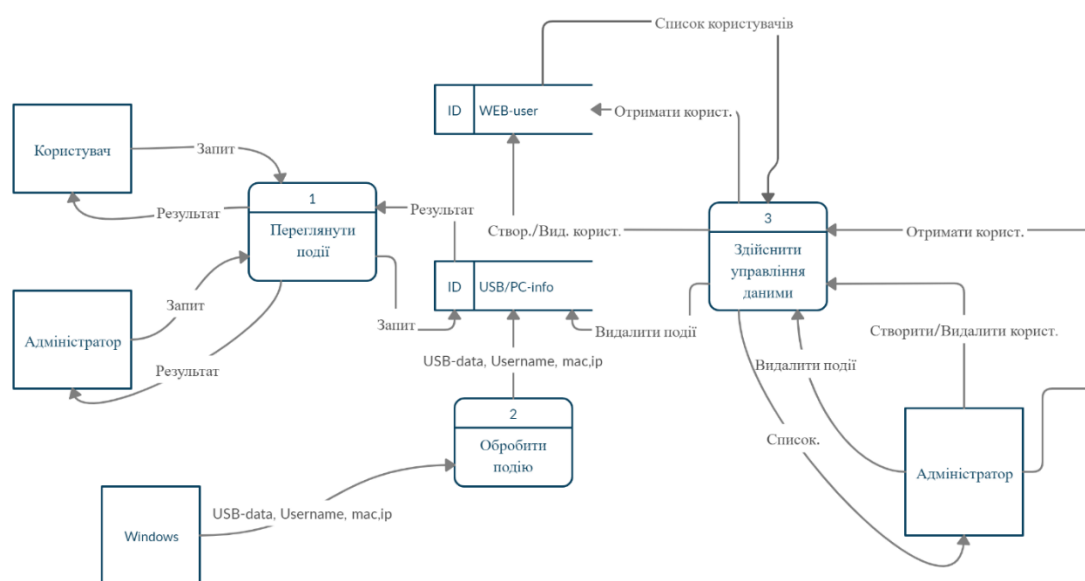 Список користувачів
ID
WEB-user
Отримати корист.
Користувач
Запит
1
Переглянути
події
Результат
Результат
Створ./Вид. корист.
3
Здійснити
управління
даними
Отримати корист.
ID
USB/PC-info
Запит
Адміністратор
Запит
Видалити події
Створити/Видалити корист.
Результат
USB-data, Username, mac,ip
Видалити події
2
Обробити
подію
Список.
Адміністратор
USB-data, Username, mac,ip
Windows